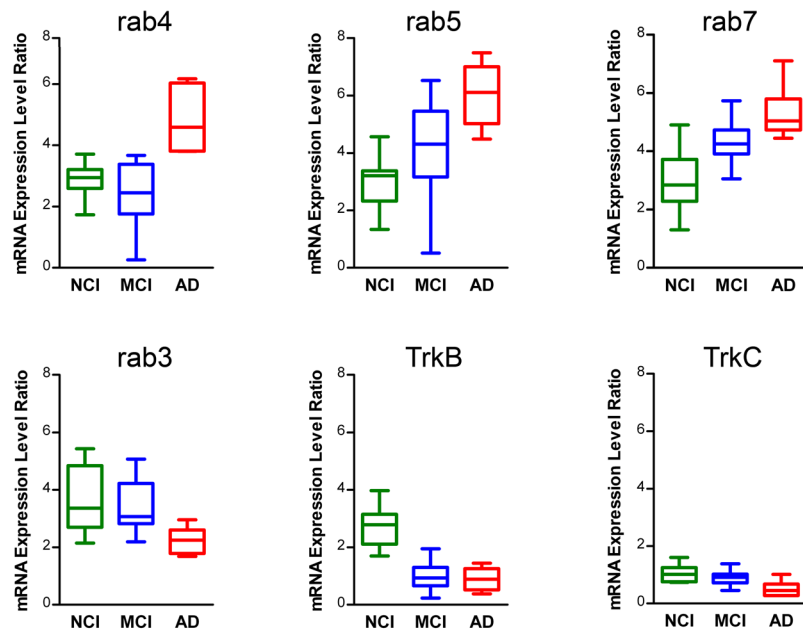 rab4
mRNA Expression Level Ratio
8
6
4
2
0
NCI MCI AD
rab5
mRNA Expression Level Ratio
8
6
4
2
0
NCI MCI AD
rab7
mRNA Expression Level Ratio
8
6
4
2
0
NCI MCI AD
rab3
mRNA Expression Level Ratio
8
6
4
2
0
NCI MCI AD
TrkB
mRNA Expression Level Ratio
8
6
4
2
0
NCI MCI AD
TrkC
mRNA Expression Level Ratio
8
6
4
2
0
NCI MCI AD